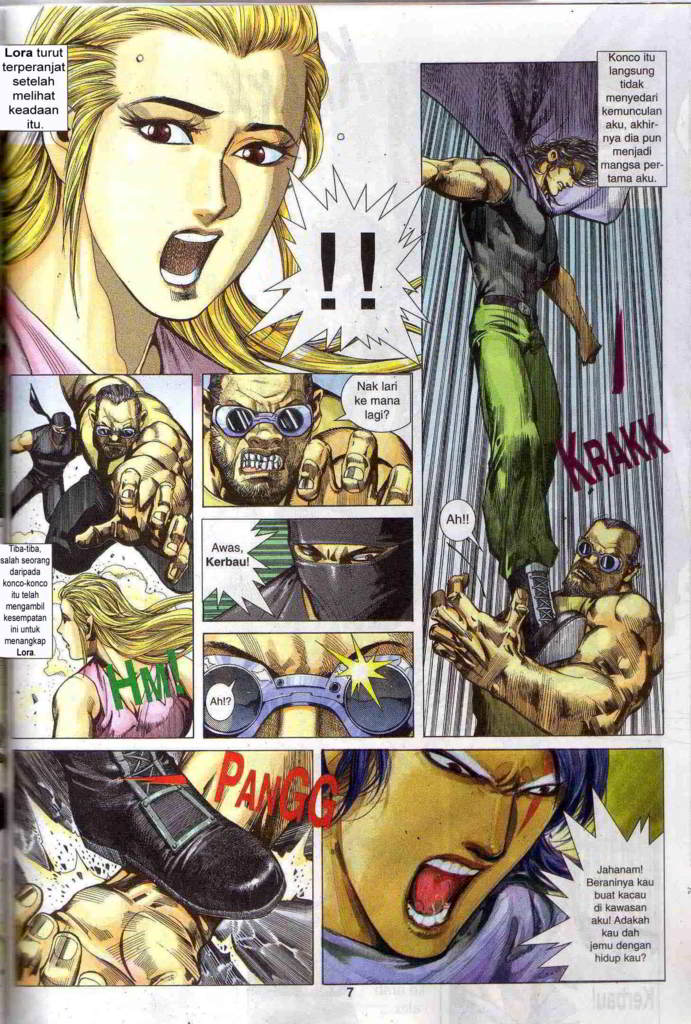 Lora turut
terperanjat
setelah
melihat
keadaan
itu.
!!
Konco itu
langsung
tidak
menyedari
kemunculan
aku, akhir-
nya dia pun
menjadi
mangsa per-
tama aku.
Nak lari
ke mana
lagi?
KRAKK
Ah!!
Awas,
Kerbau!
Tiba-tiba,
salah seorang
daripada
konco-konco
itu telah
mengambil
kesempatan
ini untuk
menangkap
Lora.
HM!
Ah!?
PANGG
Jahanam!
Beraninya kau
buat kacau
di kawasan
aku! Adakah
kau dah
jemu dengan
hidup kau?
7